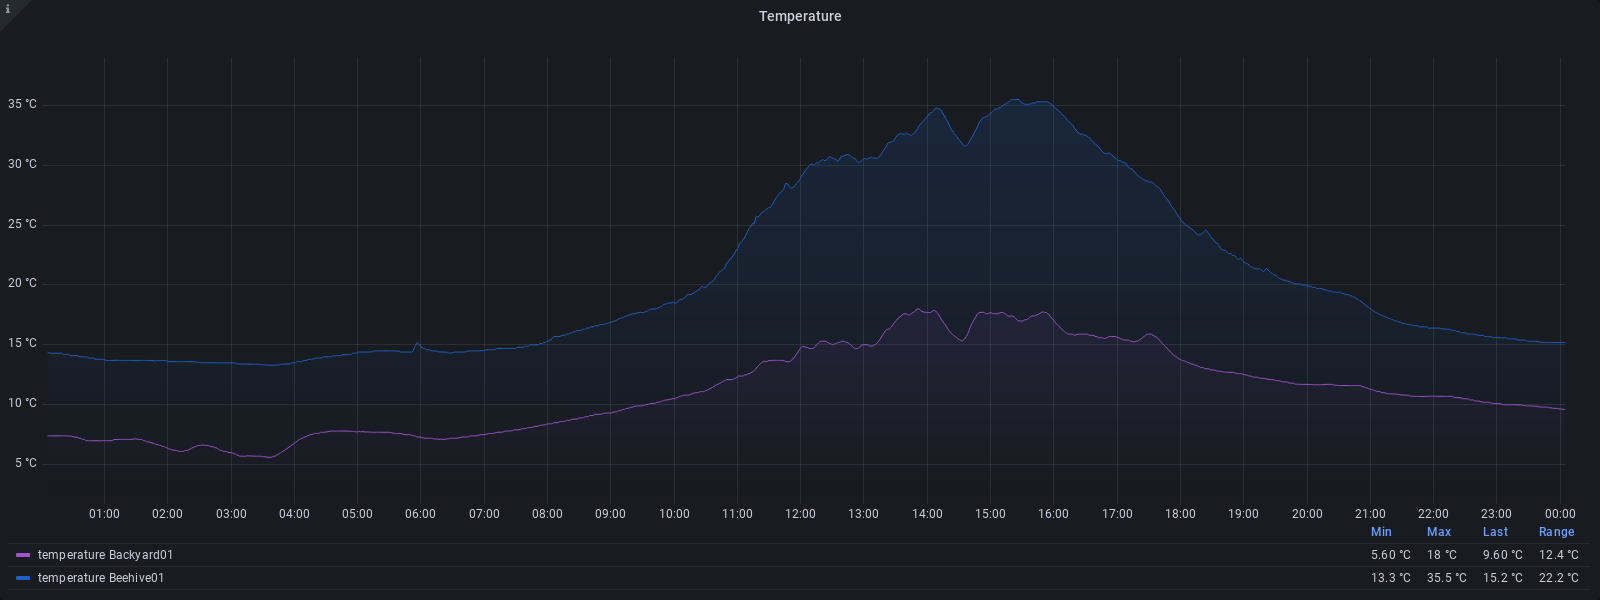 i
Temperature
35 °C
30 °C
25 °C
20 °C
15 °C
10 °C
5 °C
01:00 02:00 03:00 04:00 05:00 06:00 07:00 08:00 09:00 10:00 11:00 12:00 13:00 14:00 15:00 16:00 17:00 18:00 19:00 20:00 21:00 22:00 23:00 00:00
Min Max Last Range
temperature Backyard01 5.60 °C 18 °C 9.60 °C 12.4 °C
temperature Beehive01 13.3 °C 35.5 °C 15.2 °C 22.2 °C